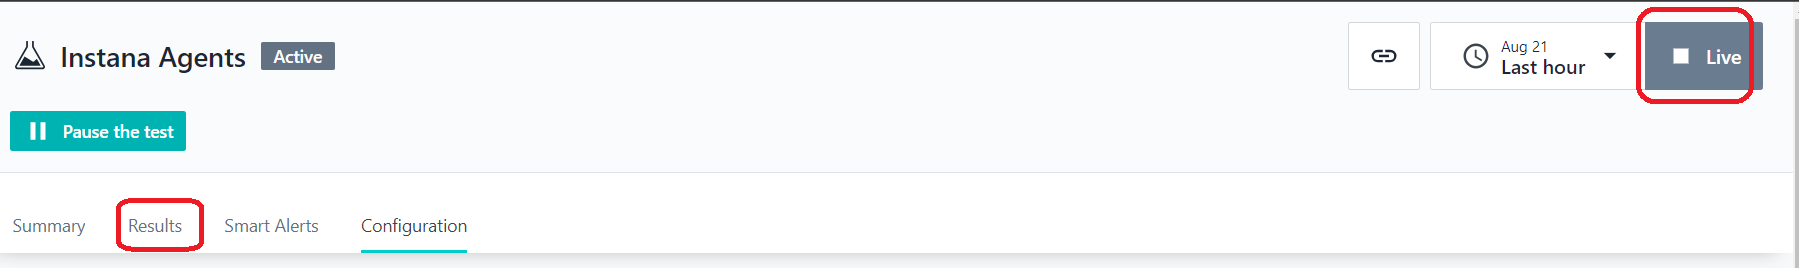 Instana Agents Active
Aug 21
Last hour
Live
Pause the test
Summary Results Smart Alerts Configuration